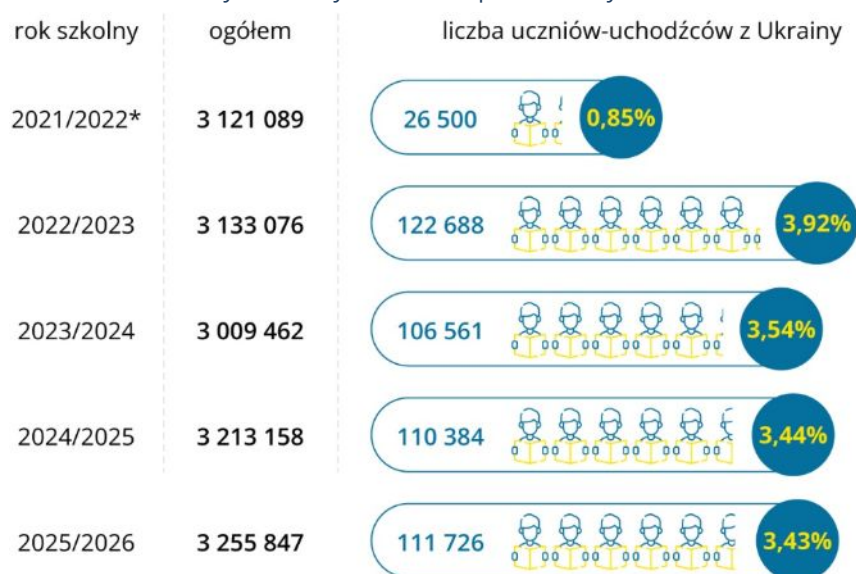 rok szkolny ogółem liczba uczniów-uchodźców z Ukrainy
2021/2022* 3 121 089 26 500 0,85%
2022/2023 3 133 076 122 688 3,92%
2023/2024 3 009 462 106 561 3,54%
2024/2025 3 213 158 110 384 3,44%
2025/2026 3 255 847 111 726 3,43%